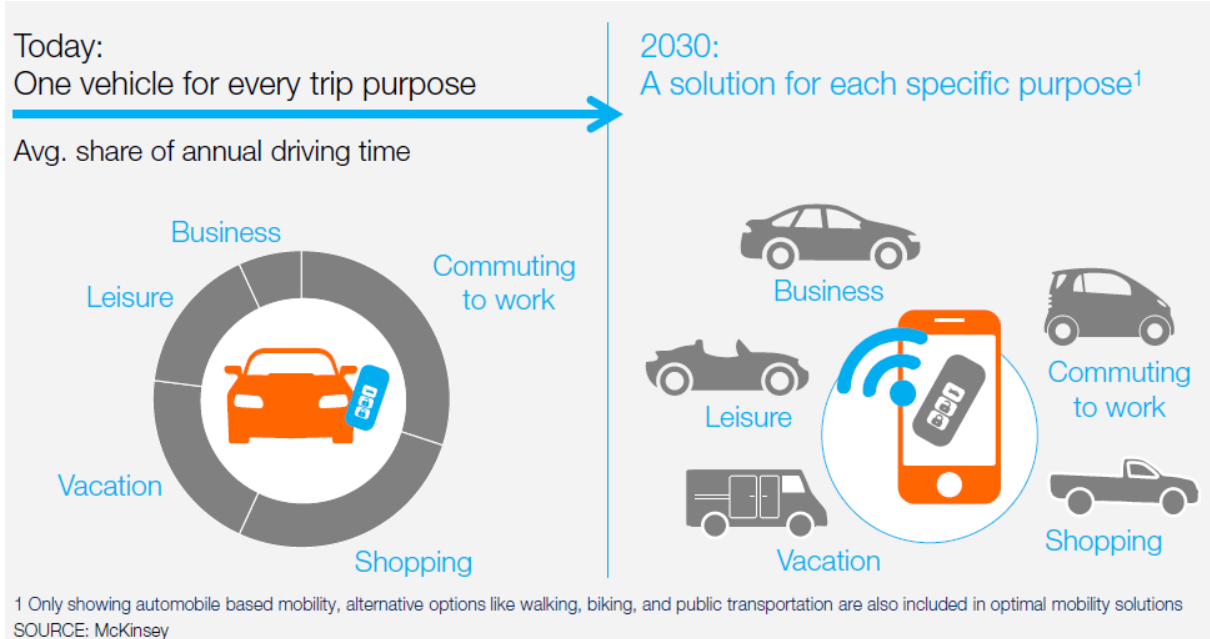 Today:
One vehicle for every trip purpose
Avg. share of annual driving time
Business
Leisure
Commuting
to work
Vacation
Shopping
2030:
A solution for each specific purpose¹
Business
Commuting
to work
Leisure
Shopping
Vacation
1 Only showing automobile based mobility, alternative options like walking, biking, and public transportation are also included in optimal mobility solutions
SOURCE: McKinsey